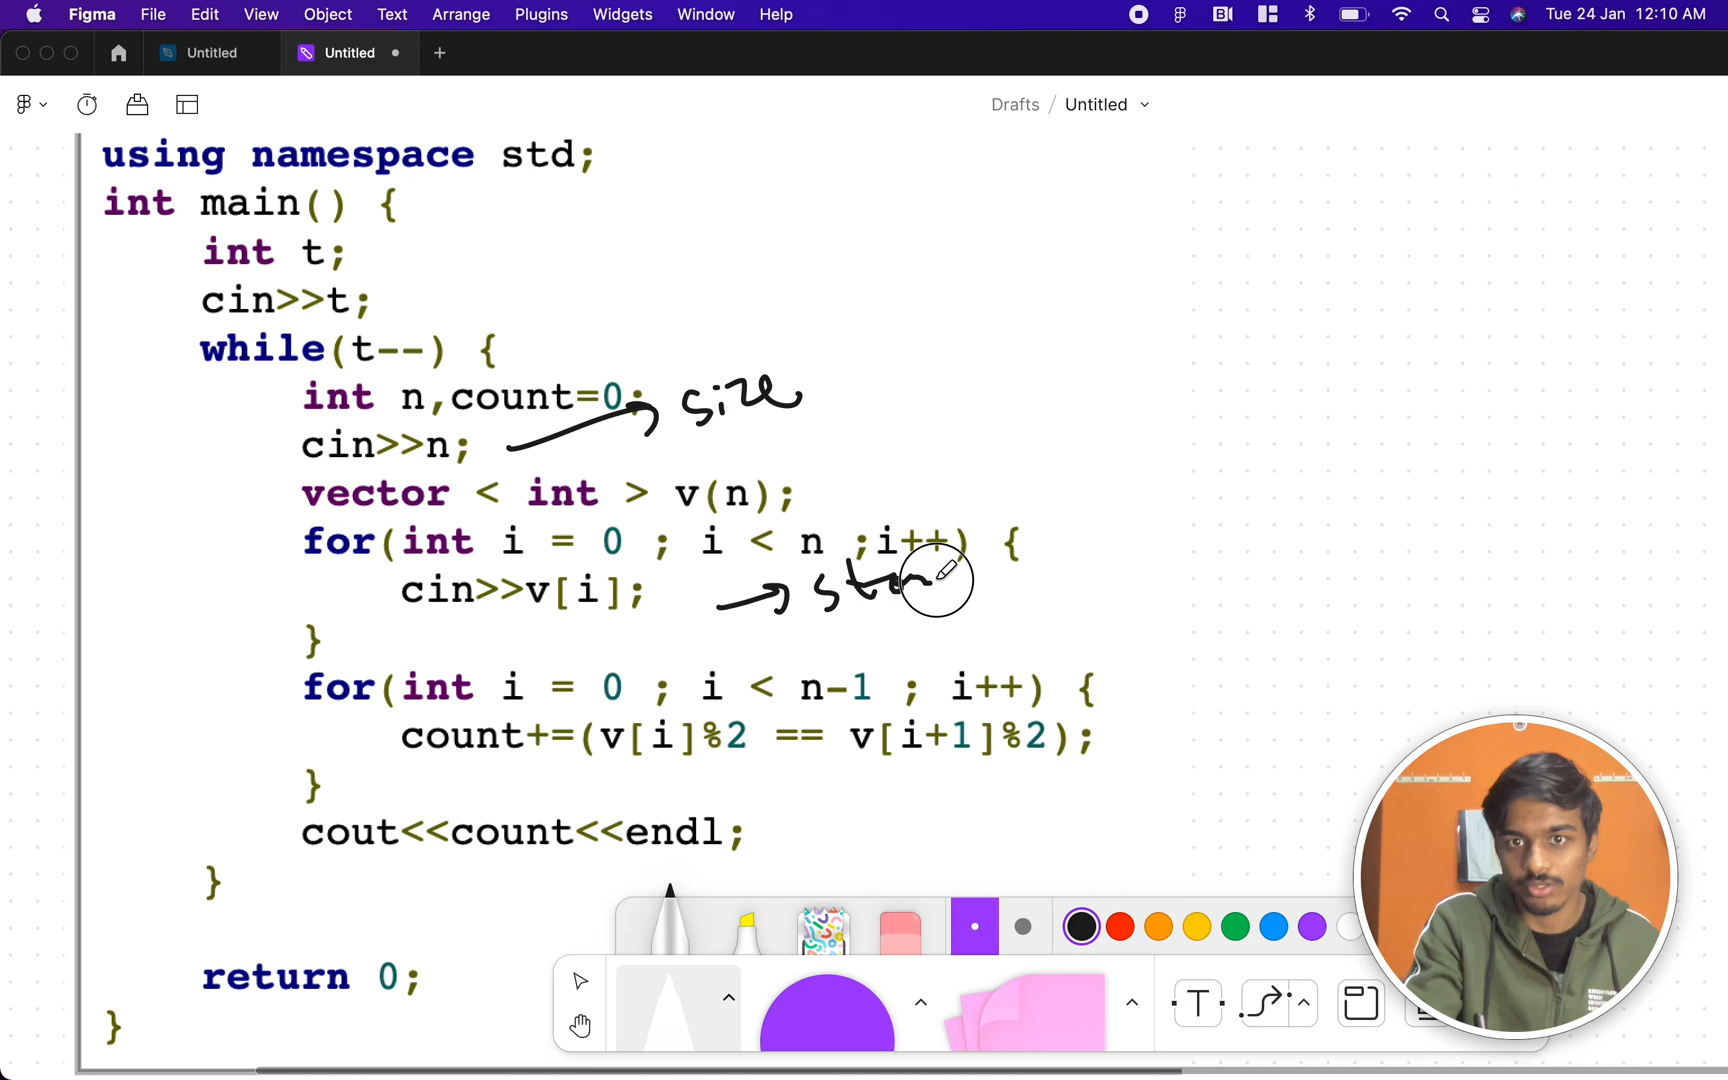 Figma File Edit View Object Text Arrange Plugins Widgets Window Help Tue 24 Jan 12:10 AM
Untitled Untitled
Drafts / Untitled
using namespace std;
int main() {
int t;
cin>>t;
while(t--) {
int n,count=0;
size
cin>>n;
vector < int > v(n);
for(int i = 0 ; i < n ;i++) {
cin>>v[i];
}
for(int i = 0 ; i < n-1 ; i++) {
count+=(v[i]%2 == v[i+1]%2);
}
cout<<count<<endl;
}
return 0;
}
T